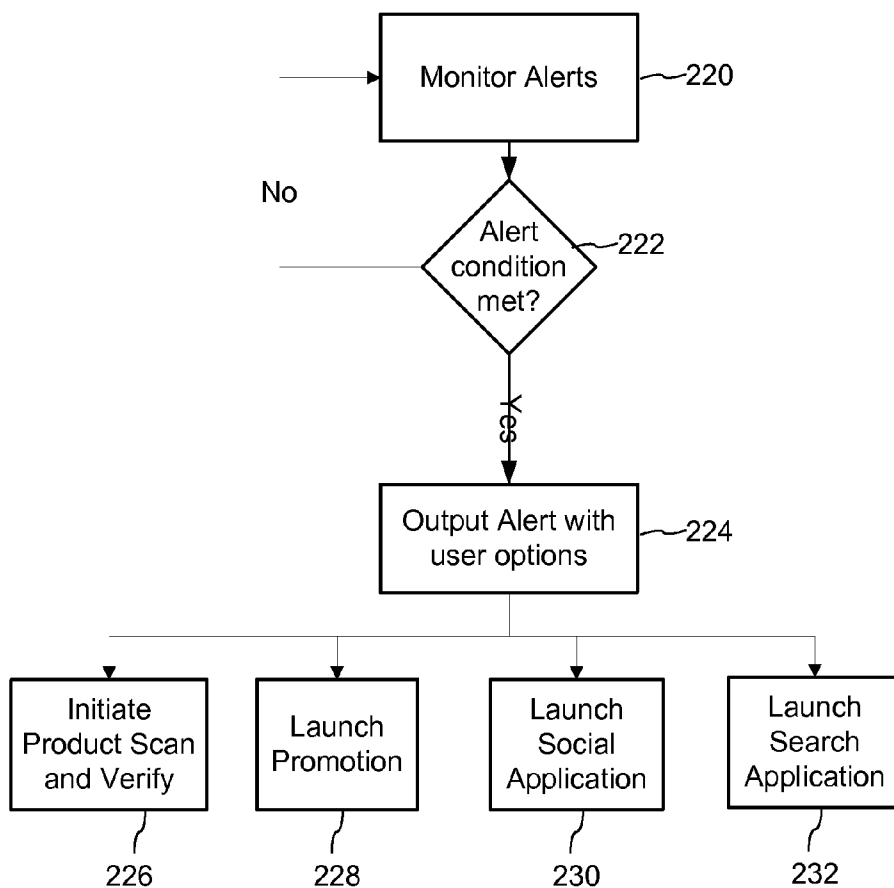 Monitor Alerts
220
No
Alert
condition
met?
222
Yes
Output Alert with
user options
224
Initiate
Product Scan
and Verify
Launch
Promotion
Launch
Social
Application
Launch
Search
Application
226
228
230
232